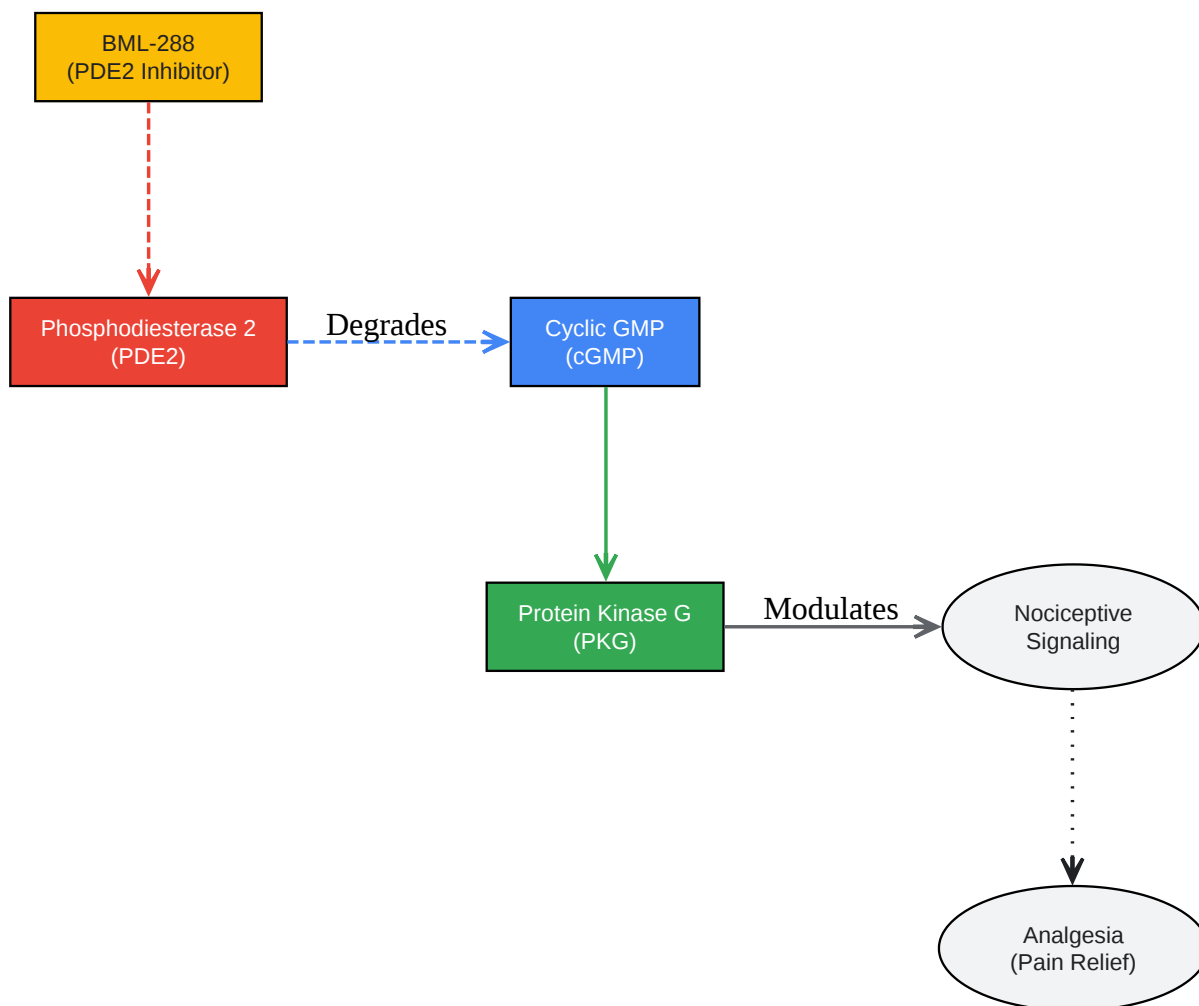 BML-288
(PDE2 Inhibitor)
Phosphodiesterase 2
(PDE2)
Degrades
Cyclic GMP
(cGMP)
Protein Kinase G
(PKG)
Modulates
Nociceptive
Signaling
Analgesia
(Pain Relief)